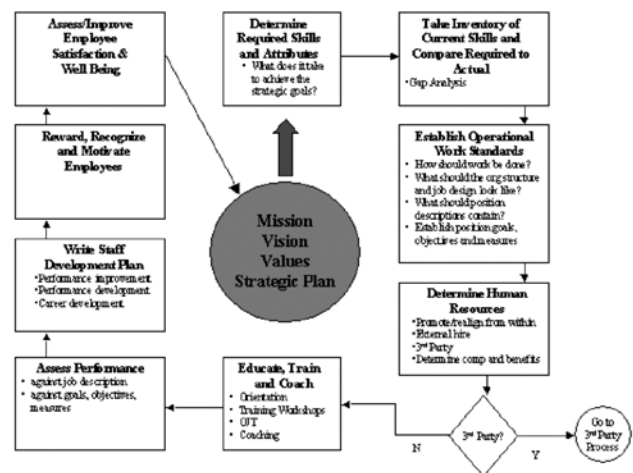 Assess/Improve
Employee
Satisfaction &
Well Being
Determine
Required Skills and
Attributes
• What does it take
to achieve the
strategic goals?
Take Inventory of
Current Skills and
Compare Required to
Actual
• Gap Analysis
Reward, Recognize
and Motivate
Employees
Establish Operational
Work Standards
• How should work be done?
• What should the org structure
and job design look like?
• What should position
descriptions contain?
• Establish position goals,
objectives and measures
Mission
Vision
Values
Strategic Plan
Write Staff
Development Plan
• Performance improvement
• Performance development
• Career development
Determine Human
Resources
• Promote/realign from within
• External hire
• 3rd Party
• Determine comp and benefits
Assess Performance
• against job description
• against goals, objectives,
measures
Educate, Train
and Coach
• Orientation
• Training Workshops
• OJT
• Coaching
N
3rd Party?
Y
Go to
3rd Party
Process